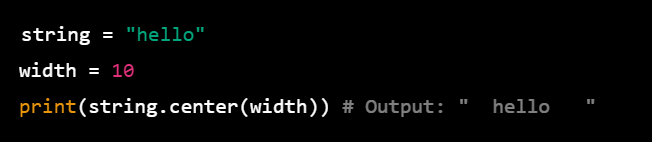 string = "hello"
width = 10
print(string.center(width)) # Output: "  hello   "